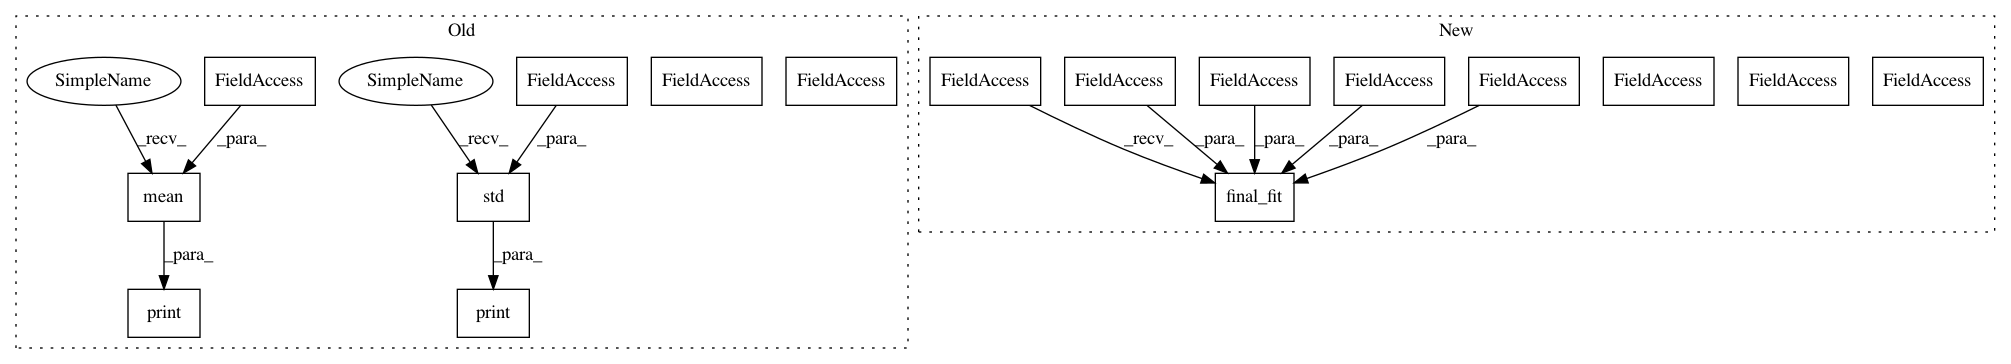 Old
New
SimpleName
FieldAccess
SimpleName
FieldAccess
FieldAccess
FieldAccess
FieldAccess
FieldAccess
FieldAccess
FieldAccess
FieldAccess
FieldAccess
FieldAccess
FieldAccess
_recv_
_para_
_recv_
_para_
_recv_
_para_
_para_
_para_
_para_
mean
std
final_fit
_para_
_para_
print
print